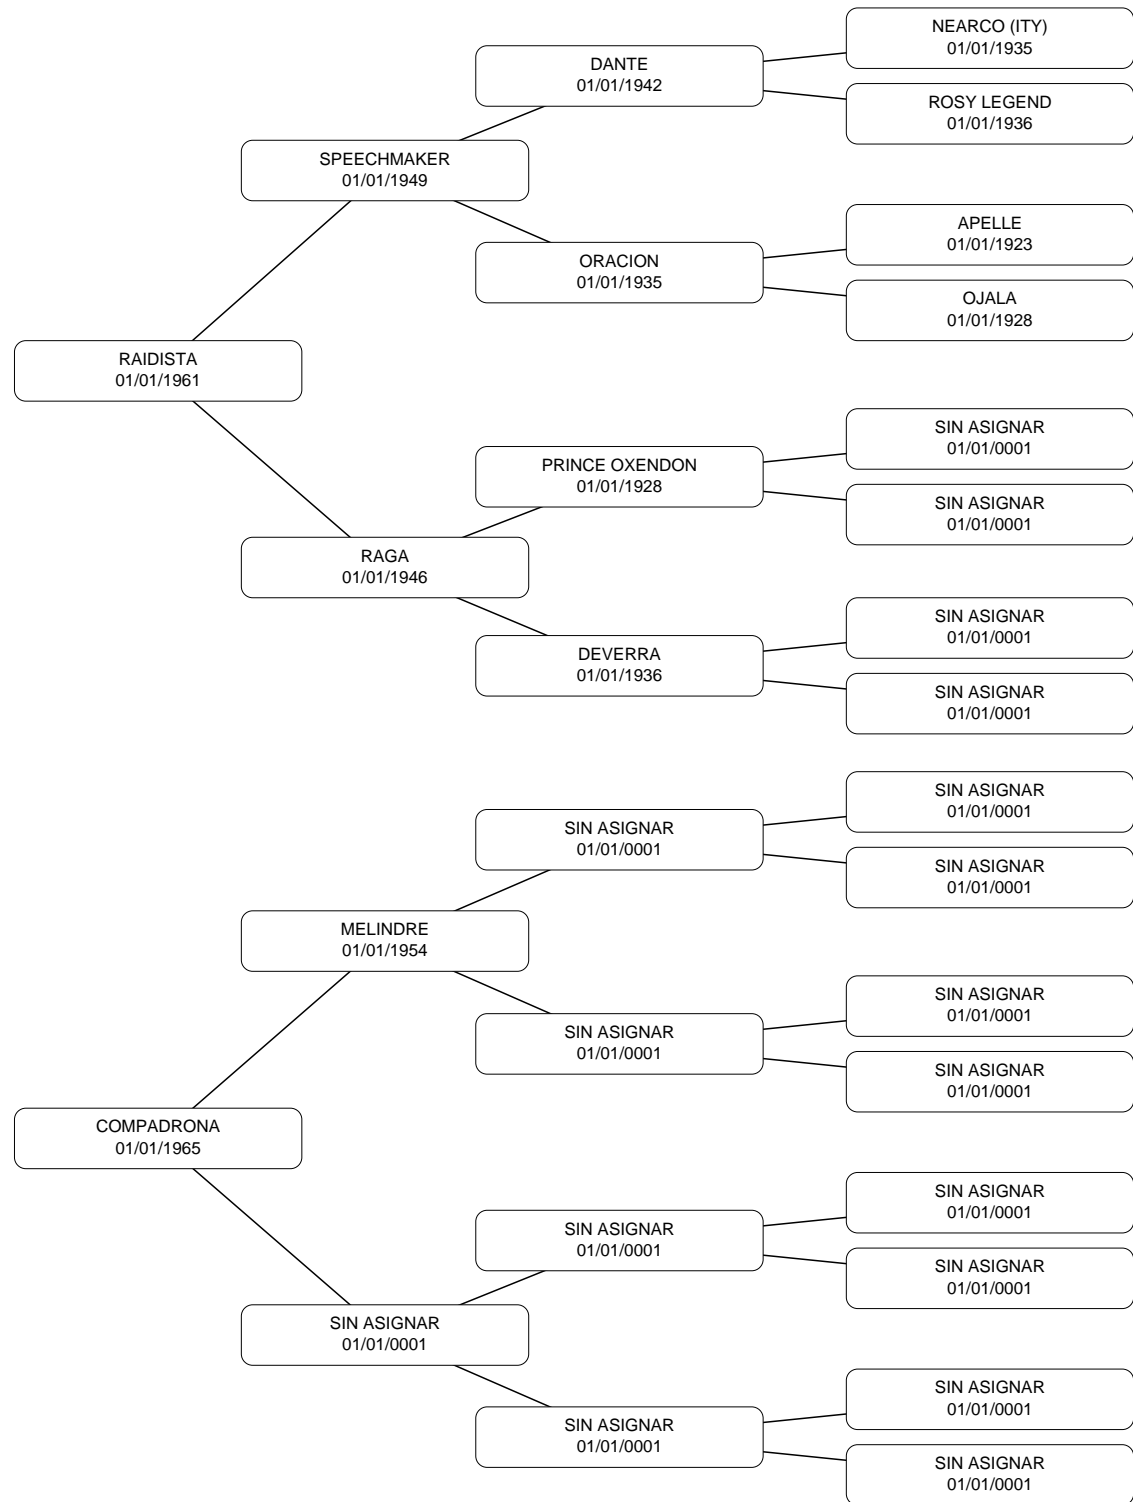 NEARCO (ITY)
01/01/1935
DANTE
01/01/1942
ROSY LEGEND
01/01/1936
SPEECHMAKER
01/01/1949
APELLE
01/01/1923
ORACION
01/01/1935
OJALA
01/01/1928
RAIDISTA
01/01/1961
SIN ASIGNAR
01/01/0001
PRINCE OXENDON
01/01/1928
SIN ASIGNAR
01/01/0001
RAGA
01/01/1946
SIN ASIGNAR
01/01/0001
DEVERRA
01/01/1936
SIN ASIGNAR
01/01/0001
SIN ASIGNAR
01/01/0001
SIN ASIGNAR
01/01/0001
SIN ASIGNAR
01/01/0001
MELINDRE
01/01/1954
SIN ASIGNAR
01/01/0001
SIN ASIGNAR
01/01/0001
SIN ASIGNAR
01/01/0001
COMPADRONA
01/01/1965
SIN ASIGNAR
01/01/0001
SIN ASIGNAR
01/01/0001
SIN ASIGNAR
01/01/0001
SIN ASIGNAR
01/01/0001
SIN ASIGNAR
01/01/0001
SIN ASIGNAR
01/01/0001
SIN ASIGNAR
01/01/0001